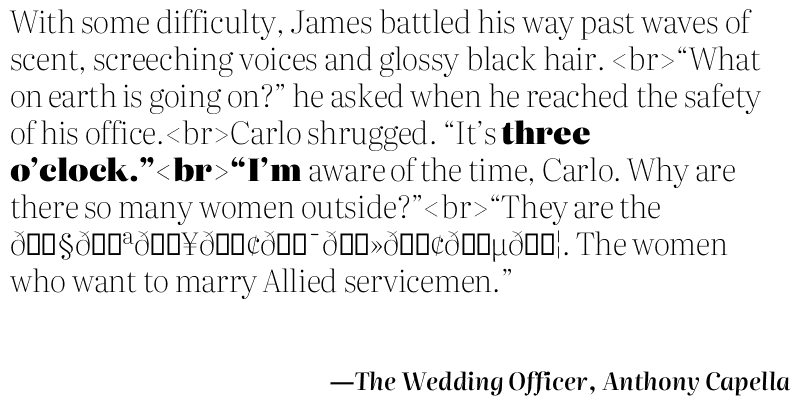 With some difficulty, James battled his way past waves of
scent, screeching voices and glossy black hair. <br>“What
on earth is going on?” he asked when he reached the safety
of his office.<br>Carlo shrugged. “It’s three
o’clock.”<br>“I’m aware of the time, Carlo. Why are
there so many women outside?”<br>“They are the
. The women
who want to marry Allied servicemen.”
—The Wedding Officer, Anthony Capella